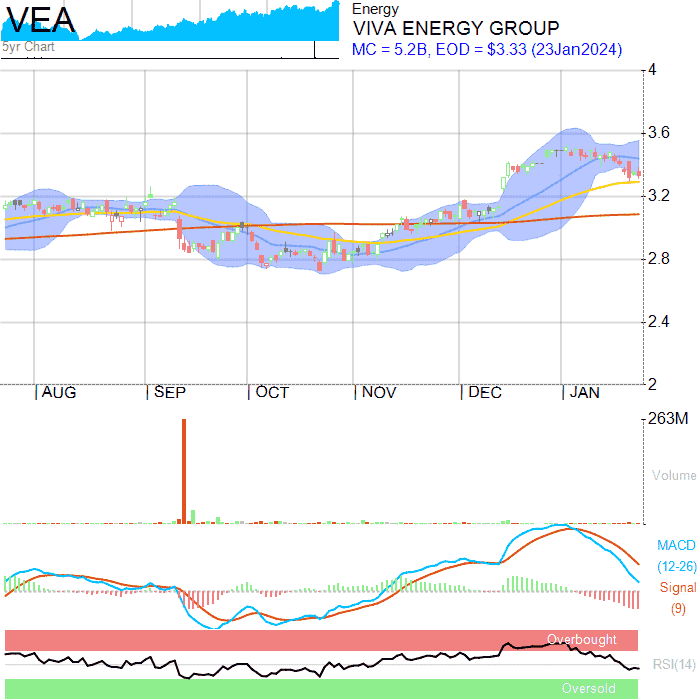 VEA
5yr Chart
Energy
VIVA ENERGY GROUP
MC = 5.2B, EOD = $3.33 (23Jan2024)
4
3.6
3.2
2.8
2.4
2
AUG SEP OCT NOV DEC JAN
263M
Volume
MACD
(12-26)
Signal
(9)
Overbought
RSI(14)
Oversold